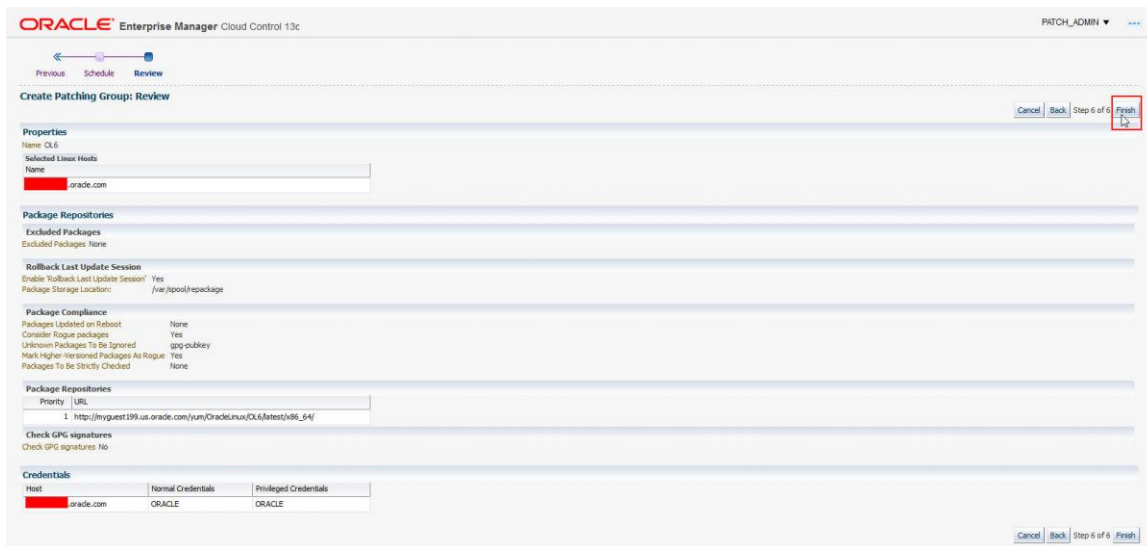 ORACLE Enterprise Manager Cloud Control 13c
PATCH_ADMIN
Previous Schedule Review
Create Patching Group: Review
Cancel Back Step 6 of 6 Finish
Properties
Name OL6
Selected Linux Hosts
Name
.oracle.com
Package Repositories
Excluded Packages
Excluded Packages None
Rollback Last Update Session
Enable 'Rollback Last Update Session' Yes
Package Storage Location: /var/spool/repackage
Package Compliance
Packages Updated on Reboot None
Consider Rogue packages Yes
Unknown Packages To Be Ignored gpg-pubkey
Mark Higher-Versioned Packages As Rogue Yes
Packages To Be Strictly Checked None
Package Repositories
Priority URL
1 http://myguest199.us.oracle.com/yum/OracleLinux/OL6/latest/x86_64/
Check GPG signatures
Check GPG signatures No
Credentials
Host Normal Credentials Privileged Credentials
.oracle.com ORACLE ORACLE
Cancel Back Step 6 of 6 Finish